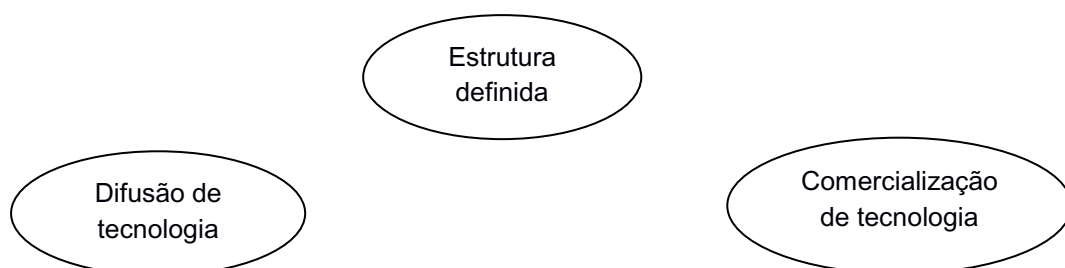 Estrutura
definida
Difusão de
tecnologia
Comercialização
de tecnologia